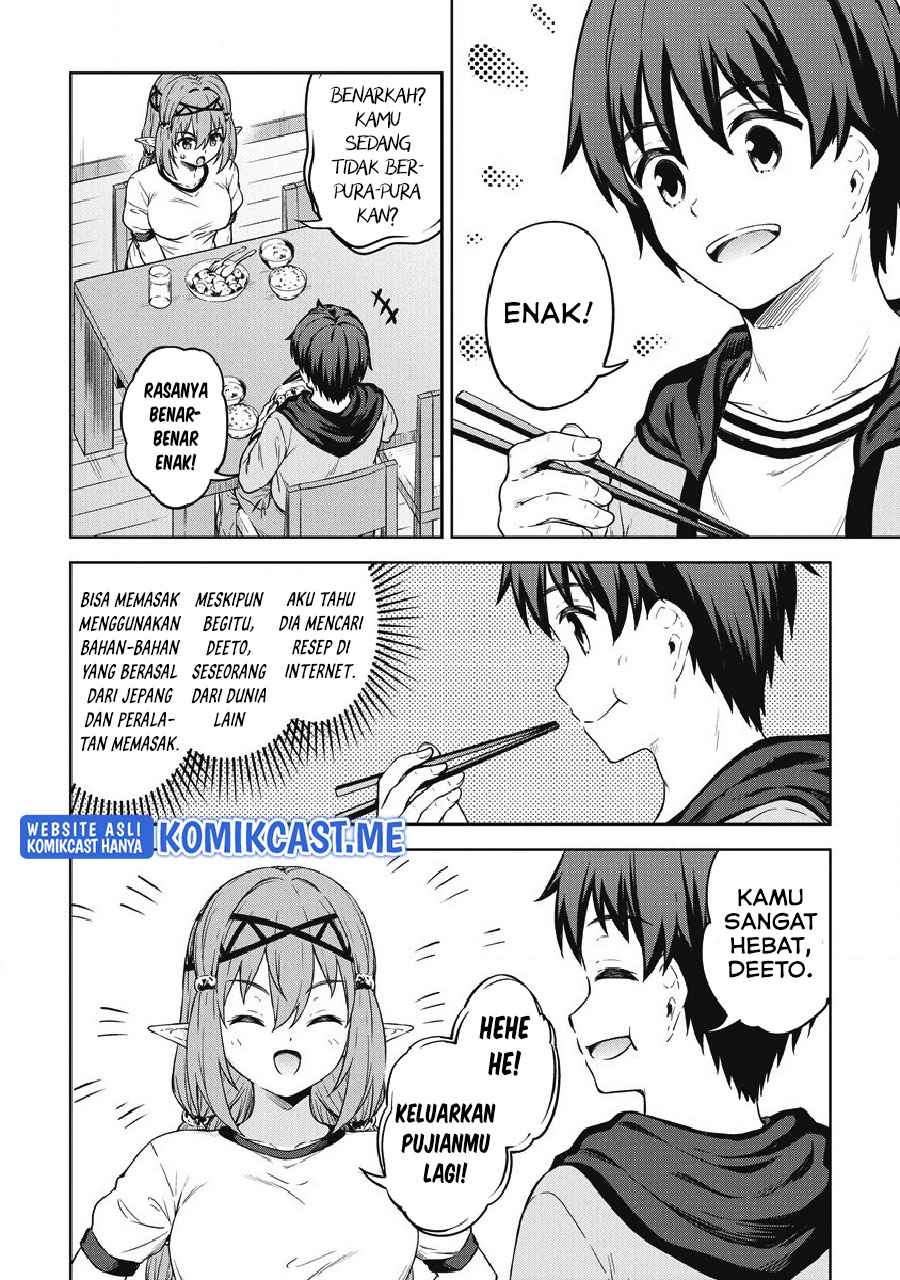 ENAK!
BENARKAH?
KAMU
SEDANG
TIDAK BER-
PURA-PURA
KAN?
RASANYA
BENAR-
BENAR
ENAK!
AKU TAHU
DIA MENCARI
RESEP DI
INTERNET.
MESKIPUN
BEGITU,
DEETO,
SESEORANG
DARI DUNIA
LAIN
BISA MEMASAK
MENGGUNAKAN
BAHAN-BAHAN
YANG BERASAL
DARI JEPANG
DAN PERALA-
TAN MEMASAK.
WEBSITE ASLI
KOMIKCAST HANYA
KOMIKCAST.ME
KAMU
SANGAT
HEBAT,
DEETO.
HEHE
HE!
KELUARKAN
PUJIANMU
LAGI!